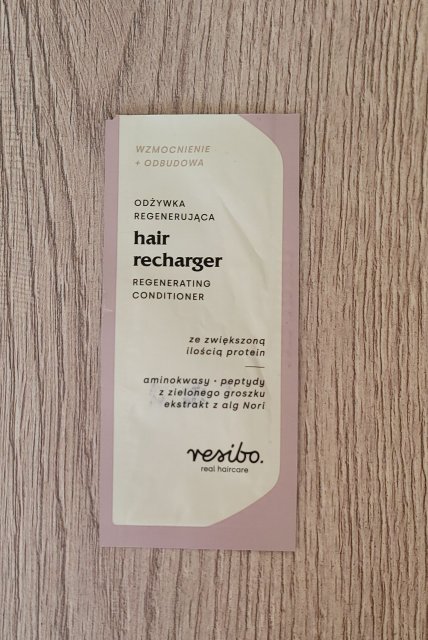 WZMOCNIENIE
+ ODBUDOWA
ODŻYWKA
REGENERUJĄCA
hair
recharger
REGENERATING
CONDITIONER
ze zwiększoną
ilością protein
aminokwasy • peptydy
z zielonego groszku
ekstrakt z alg Nori
resibo.
real haircare